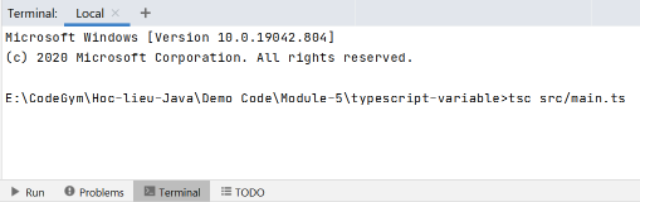 Terminal: Local × +
Microsoft Windows [Version 10.0.19042.804]
(c) 2020 Microsoft Corporation. All rights reserved.
E:\CodeGym\Hoc-lieu-Java\Demo Code\Module-5\typescript-variable>tsc src/main.ts
Run Problems Terminal TODO